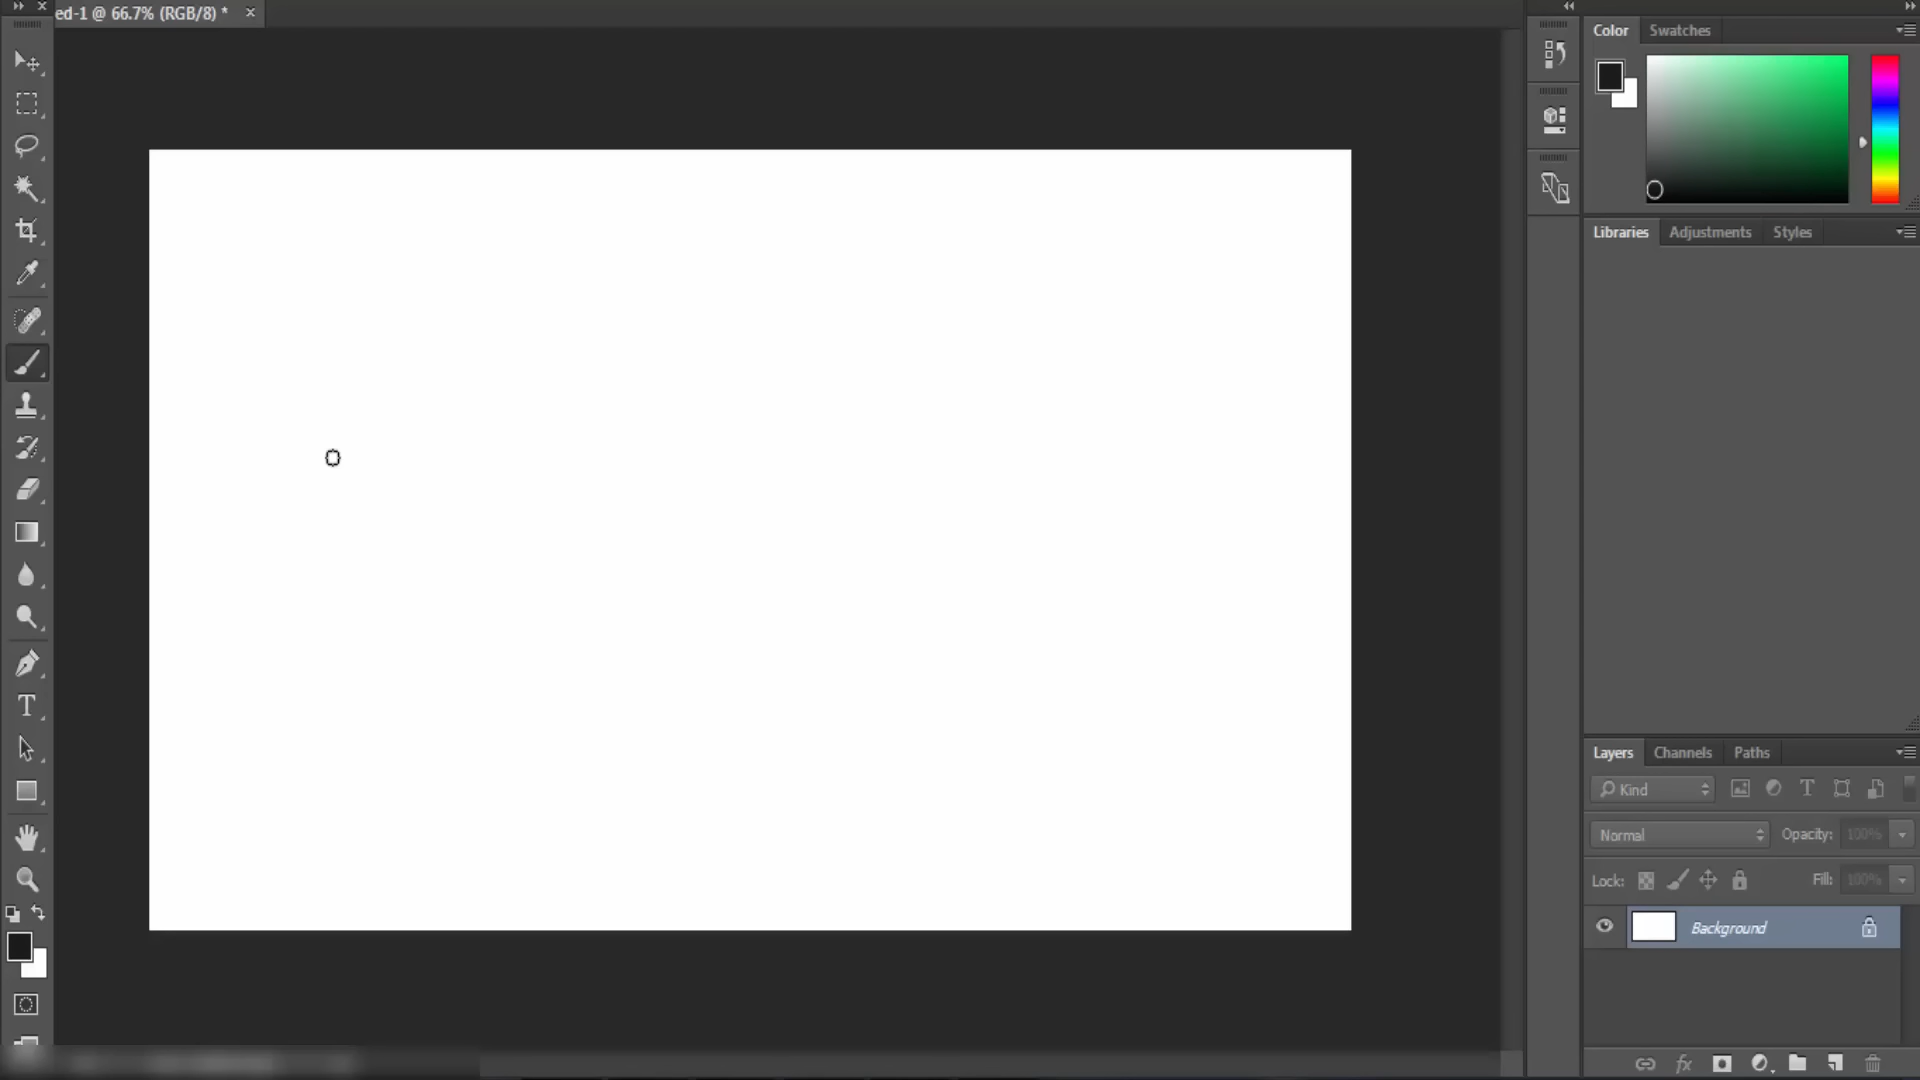 ed-1 @ 66.7% (RGB/8) *
Color Swatches
Libraries Adjustments Styles
Layers Channels Paths
Kind
Normal Opacity: 100%
Lock: Fill: 100%
Background
fx